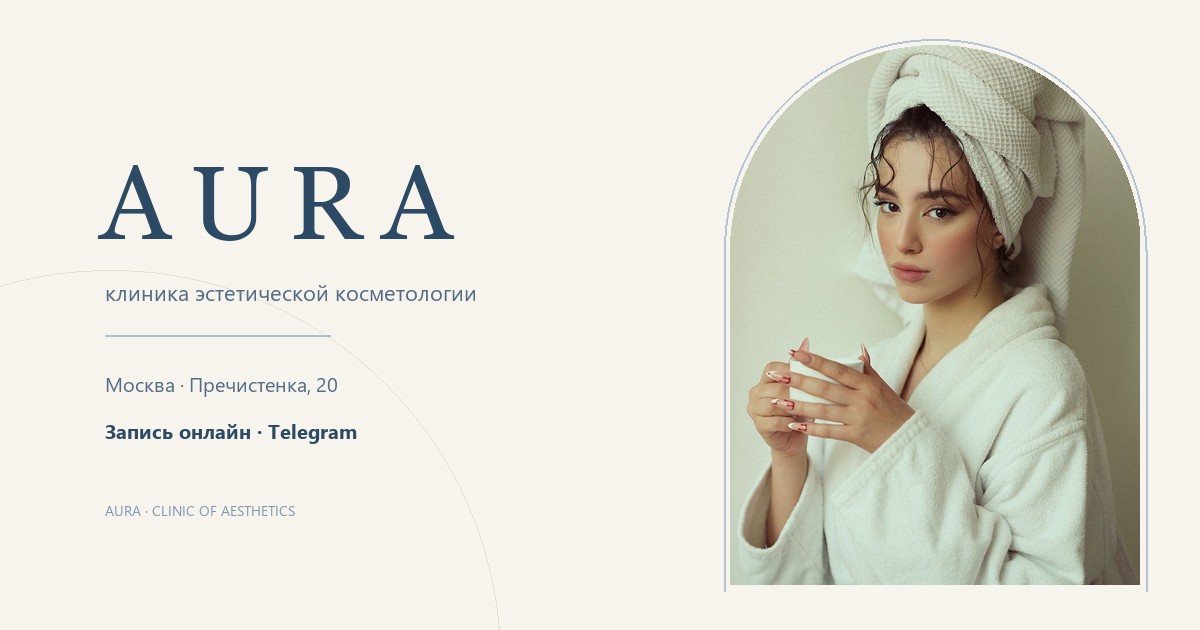 AURA
клиника эстетической косметологии
Москва · Пречистенка, 20
Запись онлайн · Telegram
AURA · CLINIC OF AESTHETICS